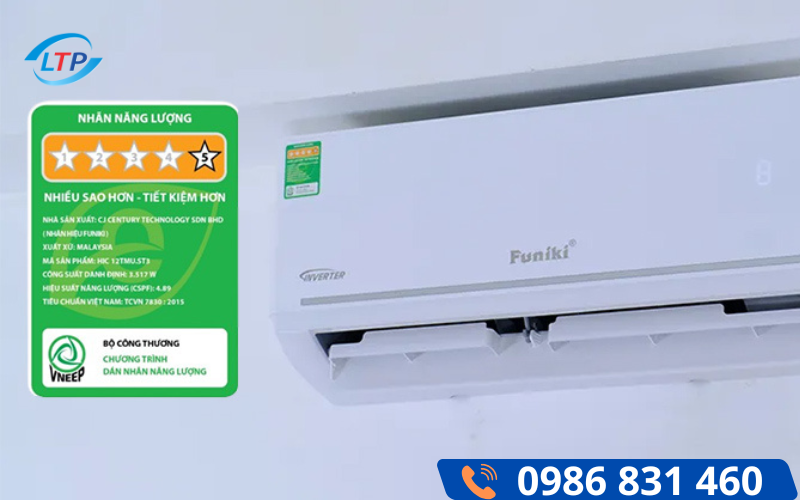 LTP
NHÃN NĂNG LƯỢNG
1 2 3 4 5
NHIỀU SAO HƠN - TIẾT KIỆM HƠN
NHÀ SẢN XUẤT: CJ CENTURY TECHNOLOGY SDN BHD
( NHÃN HIỆU FUNIKI )
XUẤT XỨ: MALAYSIA
MÃ SẢN PHẨM: HIC 12TMU.ST3
CÔNG SUẤT DANH ĐỊNH: 3.517 W
HIỆU SUẤT NĂNG LƯỢNG (CSPF): 4.89
TIÊU CHUẨN VIỆT NAM: TCVN 7830 : 2015
VNEEP
BỘ CÔNG THƯƠNG
CHƯƠNG TRÌNH
DÁN NHÃN NĂNG LƯỢNG
Funiki®
INVERTER
0986 831 460